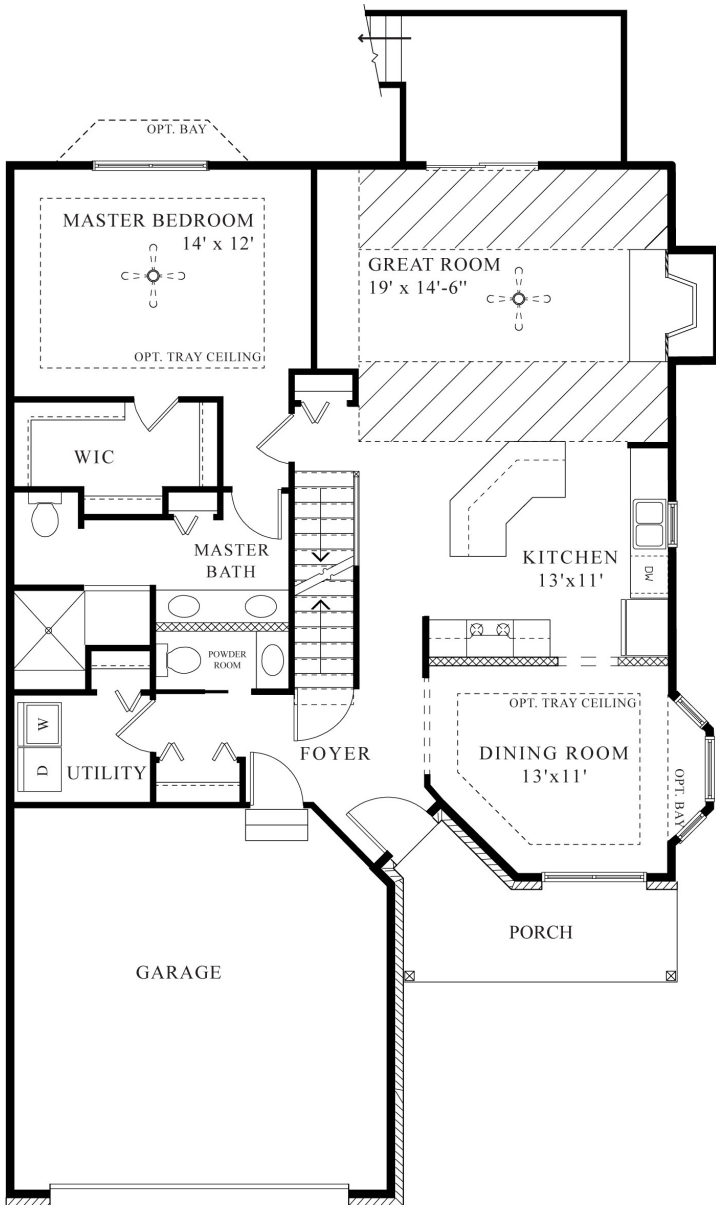 OPT. BAY
MASTER BEDROOM
14' x 12'
OPT. TRAY CEILING
GREAT ROOM
19' x 14'-6"
WIC
MASTER
BATH
KITCHEN
13'x11'
DW
POWDER
ROOM
W
D
UTILITY
FOYER
OPT. TRAY CEILING
DINING ROOM
13'x11'
OPT. BAY
PORCH
GARAGE